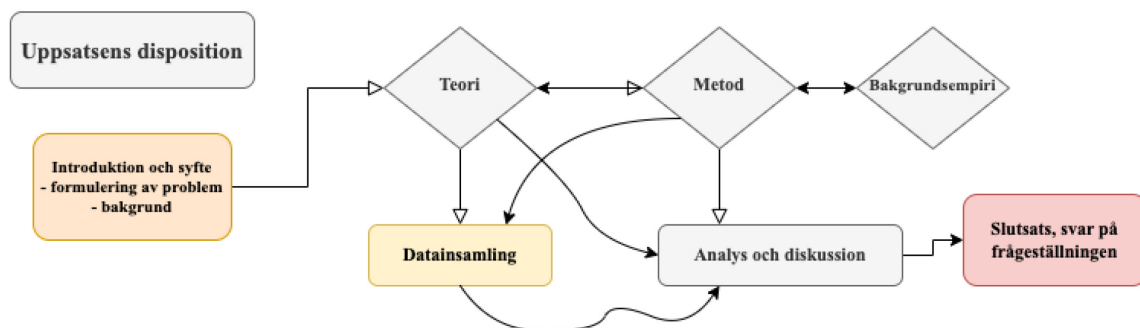 Uppsatsens disposition
Teori
Metod
Bakgrundsempiri
Introduktion och syfte
- formulering av problem
- bakgrund
Datainsamling
Analys och diskussion
Slutsats, svar på
frågeställningen